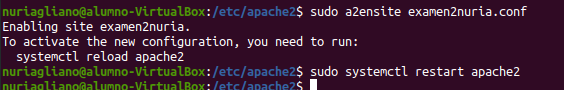 nuriagliano@alumno-VirtualBox:/etc/apache2$ sudo a2ensite examen2nuria.conf
Enabling site examen2nuria.
To activate the new configuration, you need to run:
  systemctl reload apache2
nuriagliano@alumno-VirtualBox:/etc/apache2$ sudo systemctl restart apache2
nuriagliano@alumno-VirtualBox:/etc/apache2$